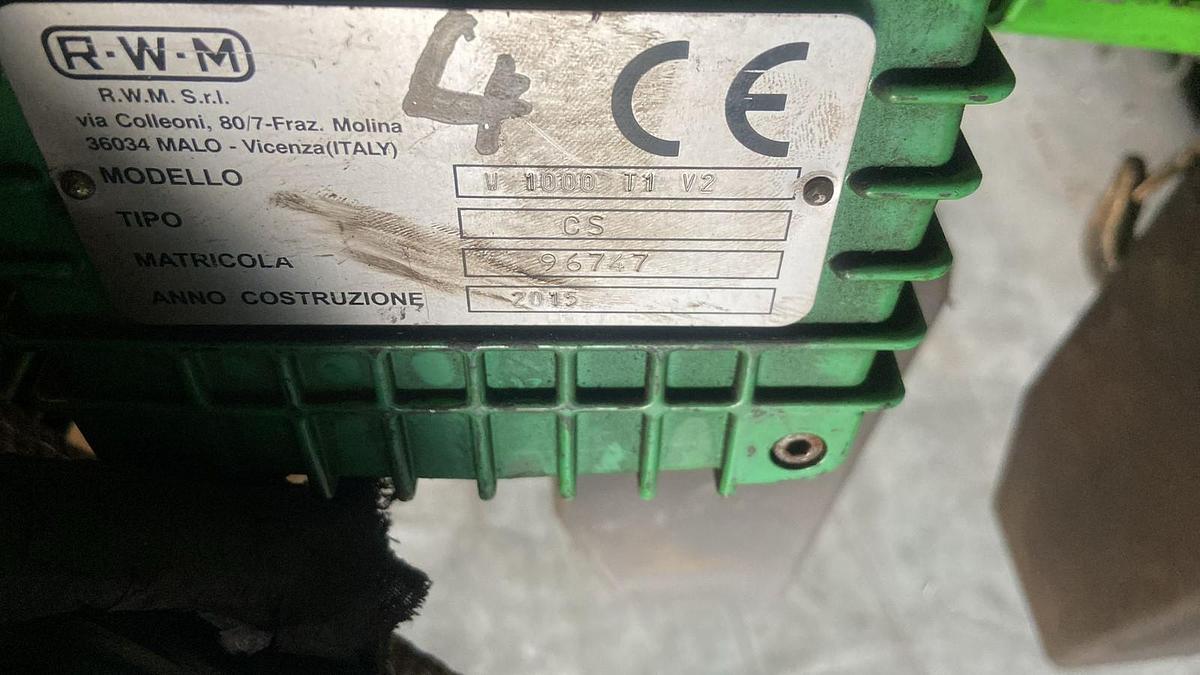 R·W·M
4
CE
R.W.M. S.r.l.
via Colleoni, 80/7-Fraz. Molina
36034 MALO - Vicenza(ITALY)
MODELLO W 1000 T1 V2
TIPO CS
MATRICOLA 96747
ANNO COSTRUZIONE 2015